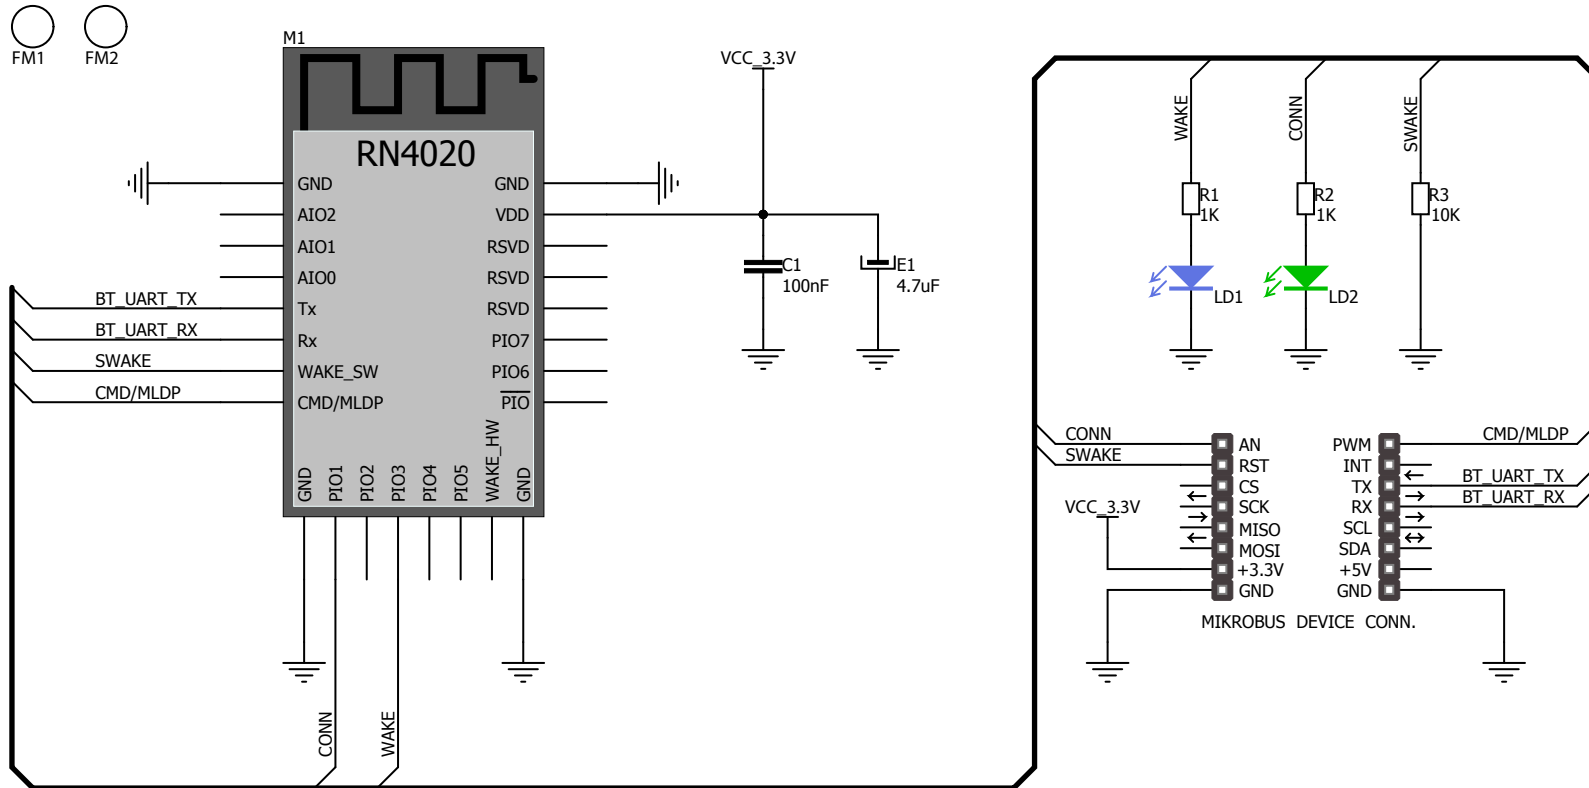 FM1
FM2
M1
RN4020
GND
AIO2
AIO1
AIO0
Tx
Rx
WAKE_SW
CMD/MLDP
GND
VDD
RSVD
RSVD
RSVD
PIO7
PIO6
PIO
GND
PIO1
PIO2
PIO3
PIO4
PIO5
WAKE_HW
GND
BT_UART_TX
BT_UART_RX
SWAKE
CMD/MLDP
CONN
WAKE
VCC_3.3V
C1
100nF
E1
4.7uF
WAKE
CONN
SWAKE
R1
1K
R2
1K
R3
10K
LD1
LD2
CONN
SWAKE
VCC_3.3V
AN
RST
CS
SCK
MISO
MOSI
+3.3V
GND
PWM
INT
TX
RX
SCL
SDA
+5V
GND
CMD/MLDP
BT_UART_TX
BT_UART_RX
MIKROBUS DEVICE CONN.